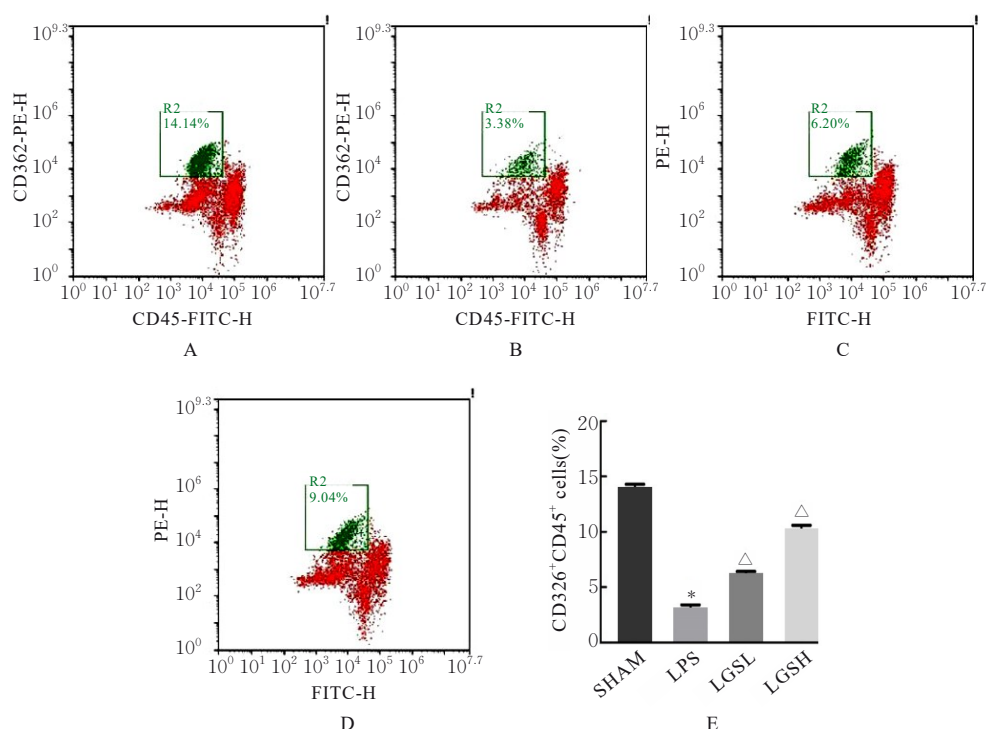 10^9.3
10^6
10^4
10^2
10^0
CD362-PE-H
R2
14.14%
10^0 10^1 10^2 10^3 10^4 10^5 10^6 10^7.7
CD45-FITC-H
A
10^9.3
10^6
10^4
10^2
10^0
CD362-PE-H
R2
3.38%
10^0 10^1 10^2 10^3 10^4 10^5 10^6 10^7.7
CD45-FITC-H
B
10^9.3
10^6
10^4
10^2
10^0
PE-H
R2
6.20%
10^0 10^1 10^2 10^3 10^4 10^5 10^6 10^7.7
FITC-H
C
10^9.3
10^6
10^4
10^2
10^0
PE-H
R2
9.04%
10^0 10^1 10^2 10^3 10^4 10^5 10^6 10^7.7
FITC-H
D
CD326⁺CD45⁺ cells(%)
20
15
10
5
0
*
△
△
SHAM LPS LGSL LGSH
E